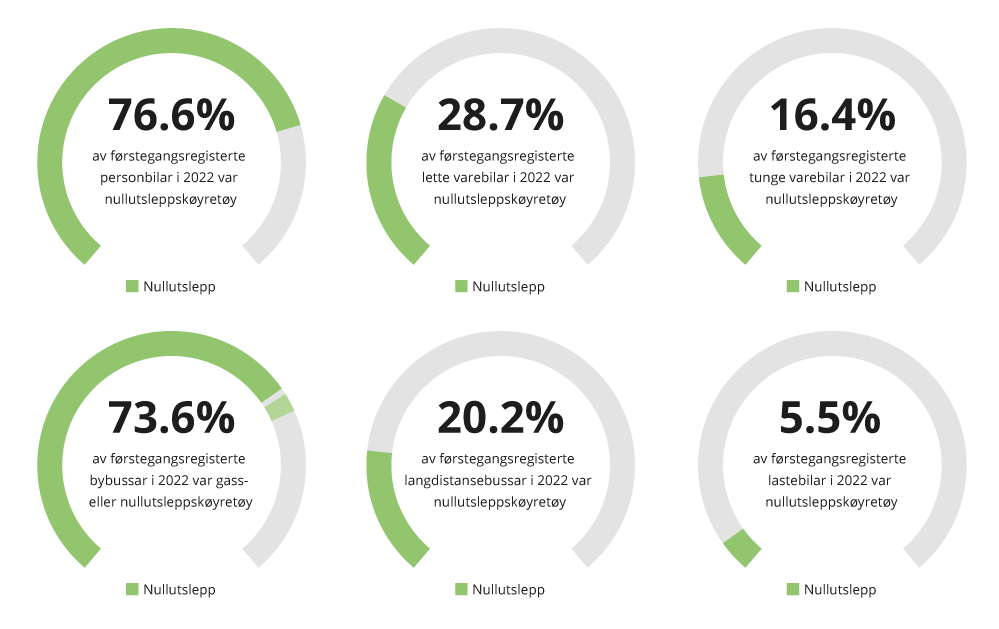 76.6%
av førstegangsregisterte
personbilar i 2022 var
nullutsleppskøyretøy
Nullutslepp
28.7%
av førstegangsregisterte
lette varebilar i 2022 var
nullutsleppskøyretøy
Nullutslepp
16.4%
av førstegangsregisterte
tunge varebilar i 2022 var
nullutsleppskøyretøy
Nullutslepp
73.6%
av førstegangsregisterte
bybussar i 2022 var gass-
eller nullutsleppskøyretøy
Nullutslepp
20.2%
av førstegangsregisterte
langdistansebussar i 2022 var
nullutsleppskøyretøy
Nullutslepp
5.5%
av førstegangsregisterte
lastebilar i 2022 var
nullutsleppskøyretøy
Nullutslepp